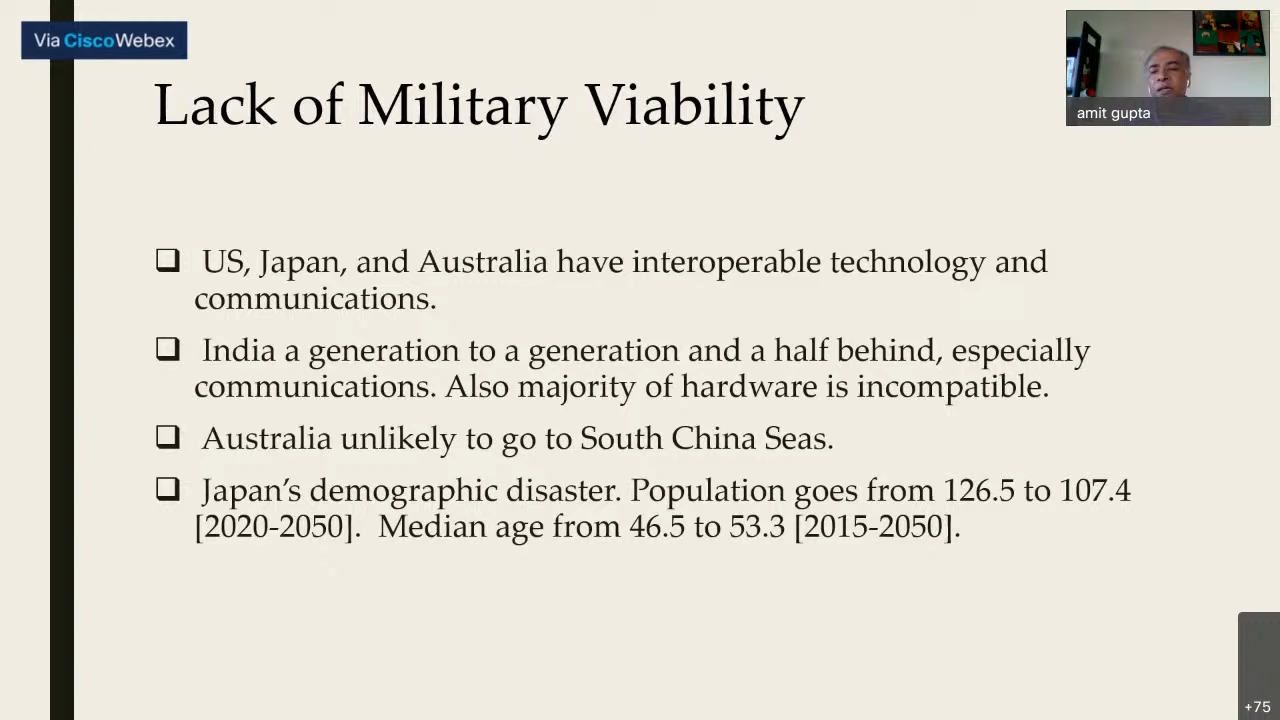 Via CiscoWebex
amit gupta
Lack of Military Viability
❑ US, Japan, and Australia have interoperable technology and
communications.
❑ India a generation to a generation and a half behind, especially
communications. Also majority of hardware is incompatible.
❑ Australia unlikely to go to South China Seas.
❑ Japan’s demographic disaster. Population goes from 126.5 to 107.4
[2020-2050].  Median age from 46.5 to 53.3 [2015-2050].
+75